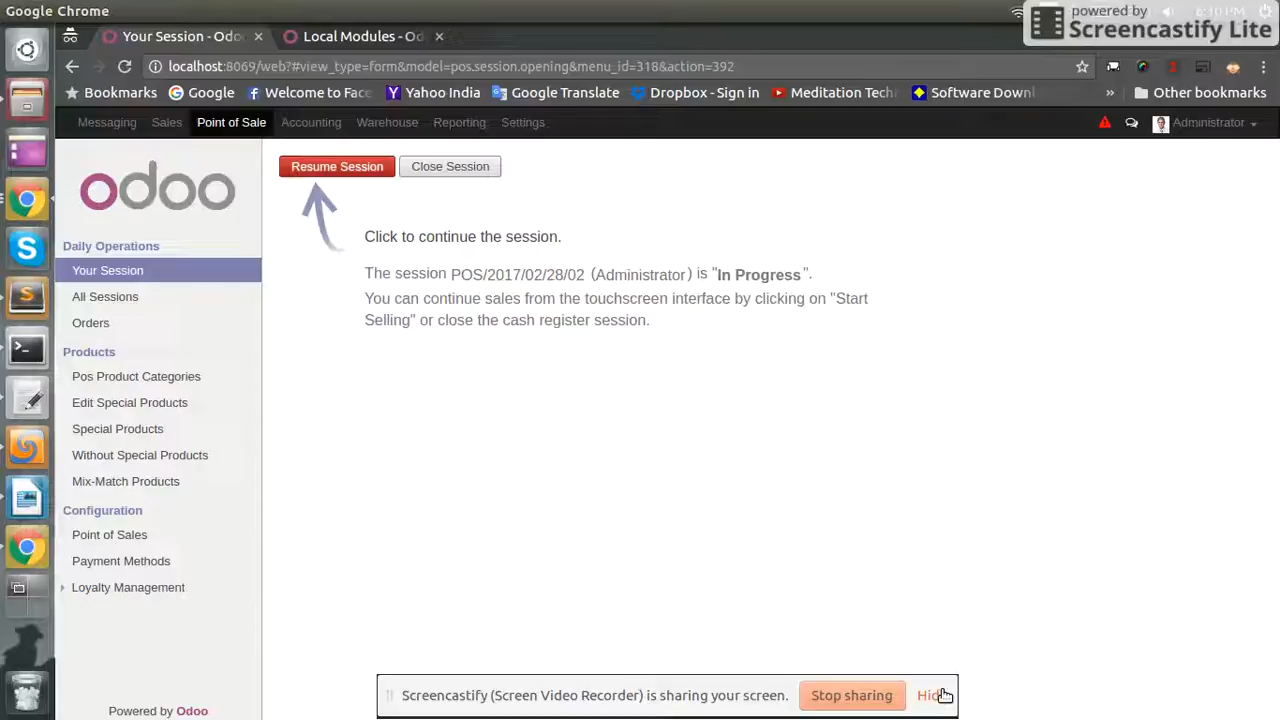 Google Chrome
powered by
Screencastify Lite
Your Session - Odo
Local Modules - Od
localhost:8069/web?#view_type=form&model=pos.session.opening&menu_id=318&action=392
Bookmarks Google Welcome to Fac Yahoo India Google Translate Dropbox - Sign in Meditation Tech Software Downl » Other bookmarks
Messaging Sales Point of Sale Accounting Warehouse Reporting Settings Administrator
odoo
Resume Session Close Session
Click to continue the session.
The session POS/2017/02/28/02 (Administrator) is "In Progress".
You can continue sales from the touchscreen interface by clicking on "Start
Selling" or close the cash register session.
Daily Operations
Your Session
All Sessions
Orders
Products
Pos Product Categories
Edit Special Products
Special Products
Without Special Products
Mix-Match Products
Configuration
Point of Sales
Payment Methods
Loyalty Management
Powered by Odoo
Screencastify (Screen Video Recorder) is sharing your screen. Stop sharing